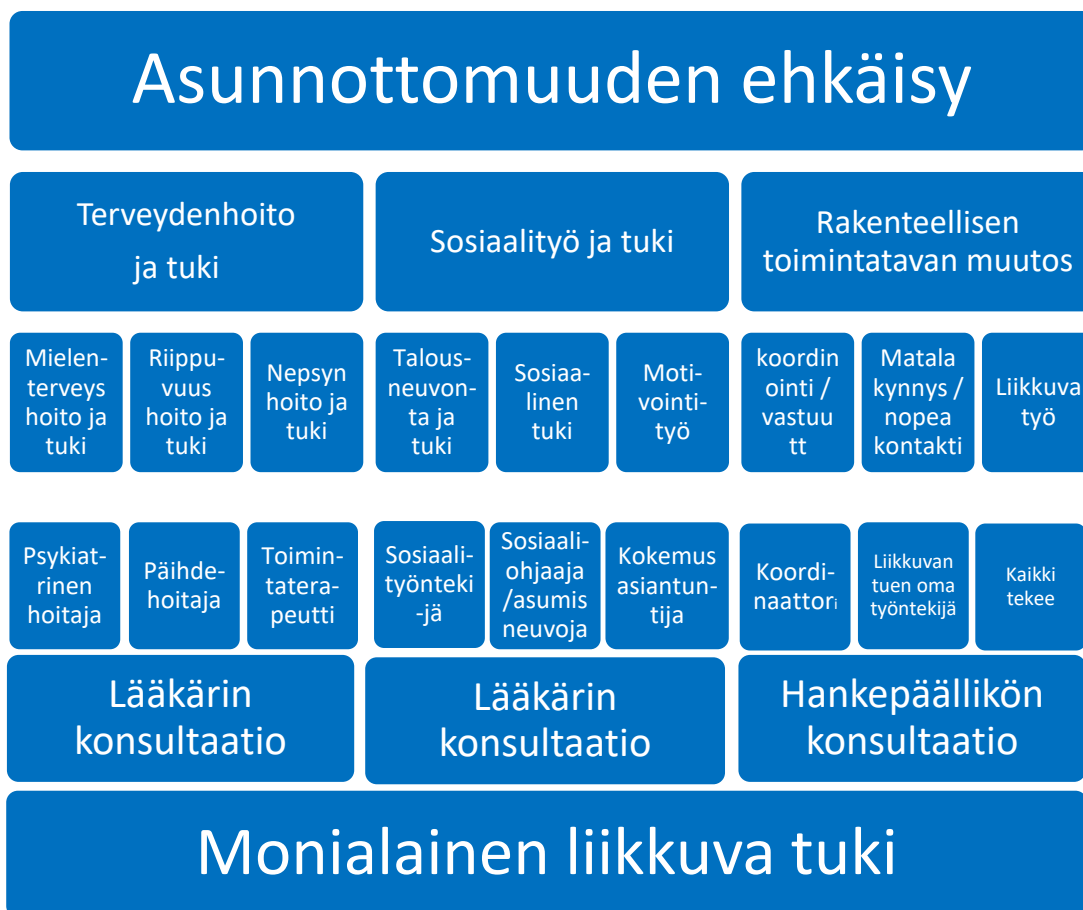 Asunnottomuuden ehkäisy
Terveydenhoito
ja tuki
Sosiaalityö ja tuki
Rakenteellisen
toimintatavan muutos
Mielen-
terveys
hoito ja
tuki
Riippu-
vuus
hoito ja
tuki
Nepsyn
hoito ja
tuki
Talous-
neuvon-
ta ja
tuki
Sosiaa-
linen
tuki
Moti-
vointi-
työ
koordin
ointi /
vastuu
tt
Matala
kynnys /
nopea
kontakti
Liikkuva
työ
Psykiat-
rinen
hoitaja
Päihde-
hoitaja
Toimin-
tatera-
peutti
Sosiaali-
työnteki
-jä
Sosiaali-
ohjaaja
/asumis
neuvoja
Kokemus
asiantun-
tija
Koordi-
naattori
Liikkuvan
tuen oma
työntekijä
Kaikki
tekee
Lääkärin
konsultaatio
Lääkärin
konsultaatio
Hankepäällikön
konsultaatio
Monialainen liikkuva tuki